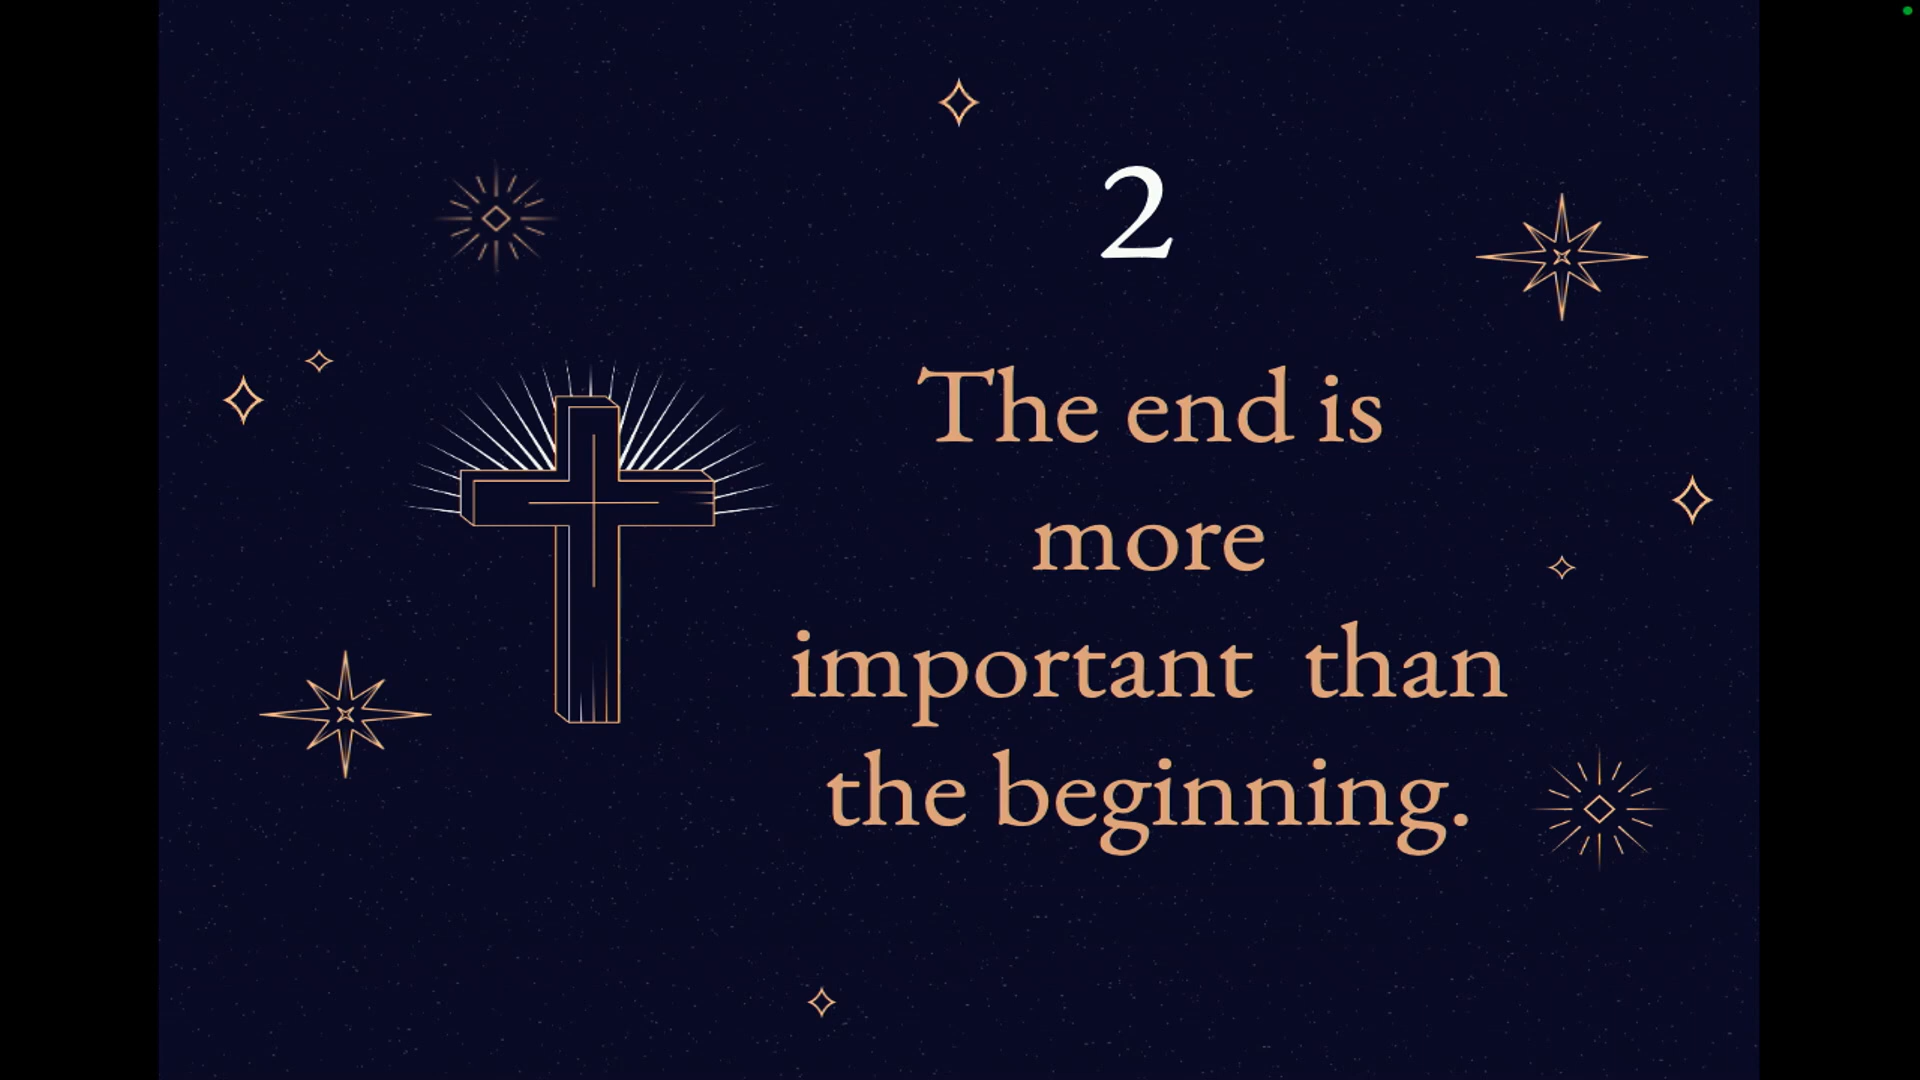 2
The end is
more
important  than
the beginning.